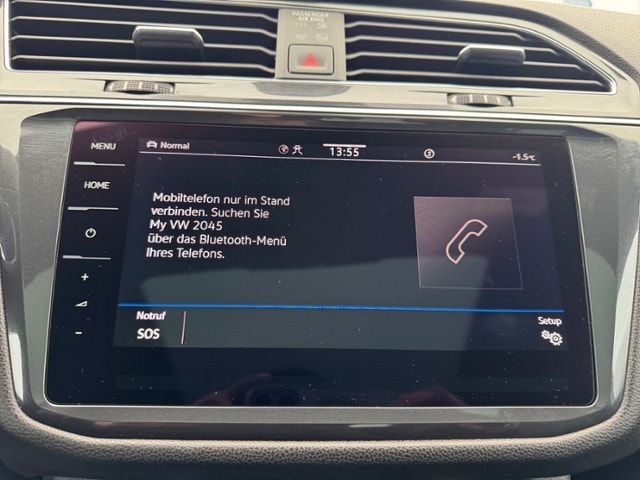 PASSENGER
AIR BAG
OFF
MENU
Normal
13:55
-1.5°C
HOME
Mobiltelefon nur im Stand
verbinden. Suchen Sie
My VW 2045
über das Bluetooth-Menü
Ihres Telefons.
+
-
Notruf
SOS
Setup